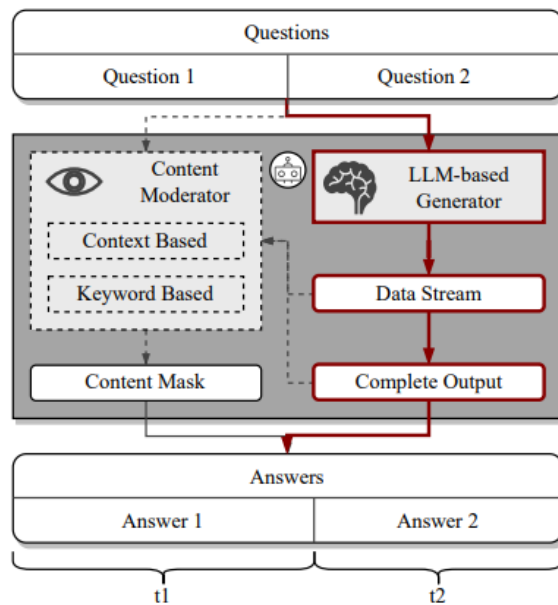 Questions
Question 1
Question 2
Content
Moderator
Context Based
Keyword Based
Content Mask
LLM-based
Generator
Data Stream
Complete Output
Answers
Answer 1
Answer 2
t1
t2